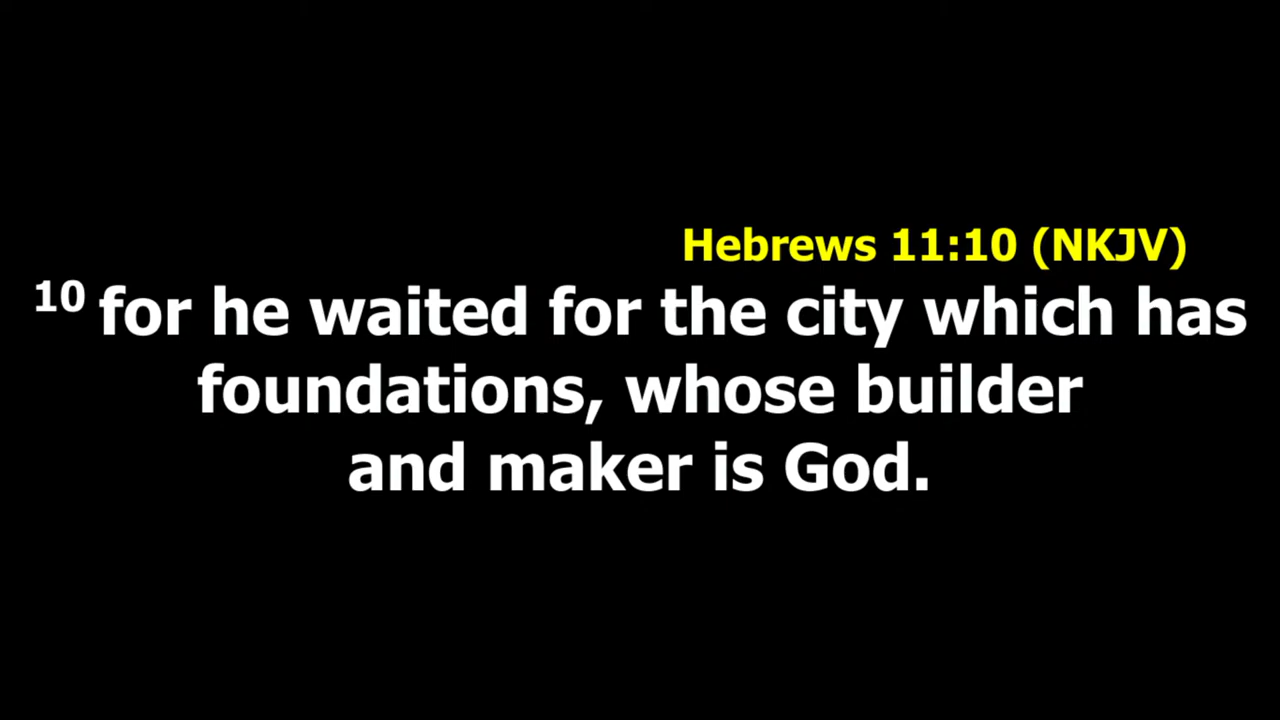 Hebrews 11:10 (NKJV)
10 for he waited for the city which has
foundations, whose builder
and maker is God.